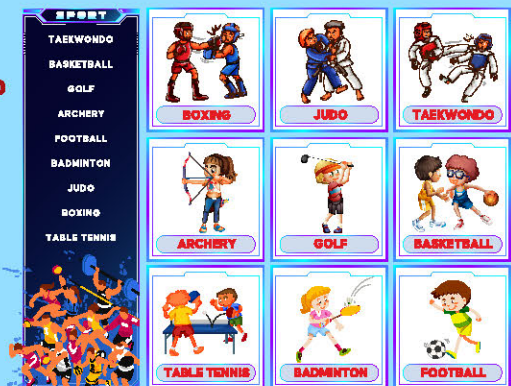 SPORT
TAEKWONDO
BASKETBALL
GOLF
ARCHERY
FOOTBALL
BADMINTON
JUDO
BOXING
TABLE TENNIS
BOXING
JUDO
TAEKWONDO
ARCHERY
GOLF
BASKETBALL
TABLE TENNIS
BADMINTON
FOOTBALL